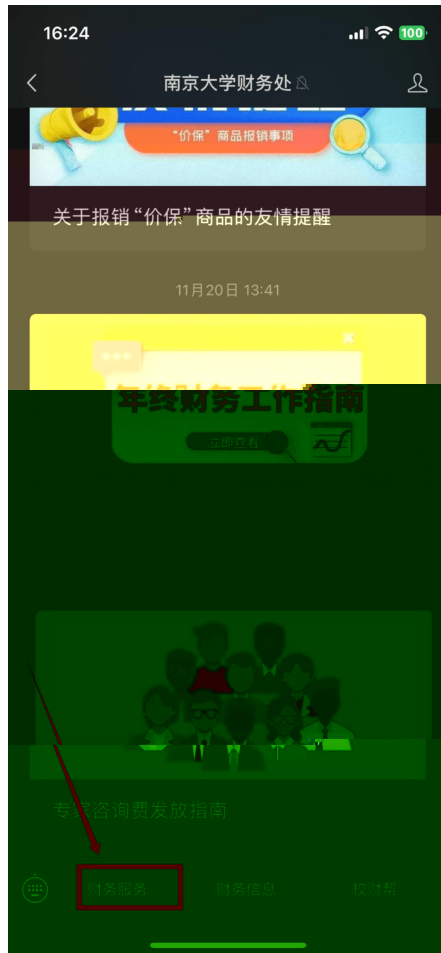 16:24
100
南京大学财务处
“价保”商品报销事项
关于报销“价保”商品的友情提醒
11月20日 13:41
年终财务工作指南
立即查看
专家咨询费发放指南
财务服务
财务信息
校财帮